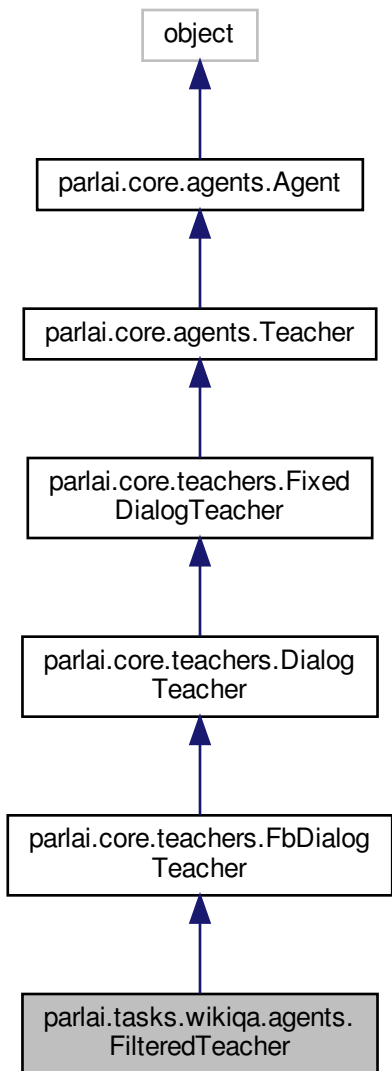 object
parlai.core.agents.Agent
parlai.core.agents.Teacher
parlai.core.teachers.Fixed
DialogTeacher
parlai.core.teachers.Dialog
Teacher
parlai.core.teachers.FbDialog
Teacher
parlai.tasks.wikiqa.agents.
FilteredTeacher